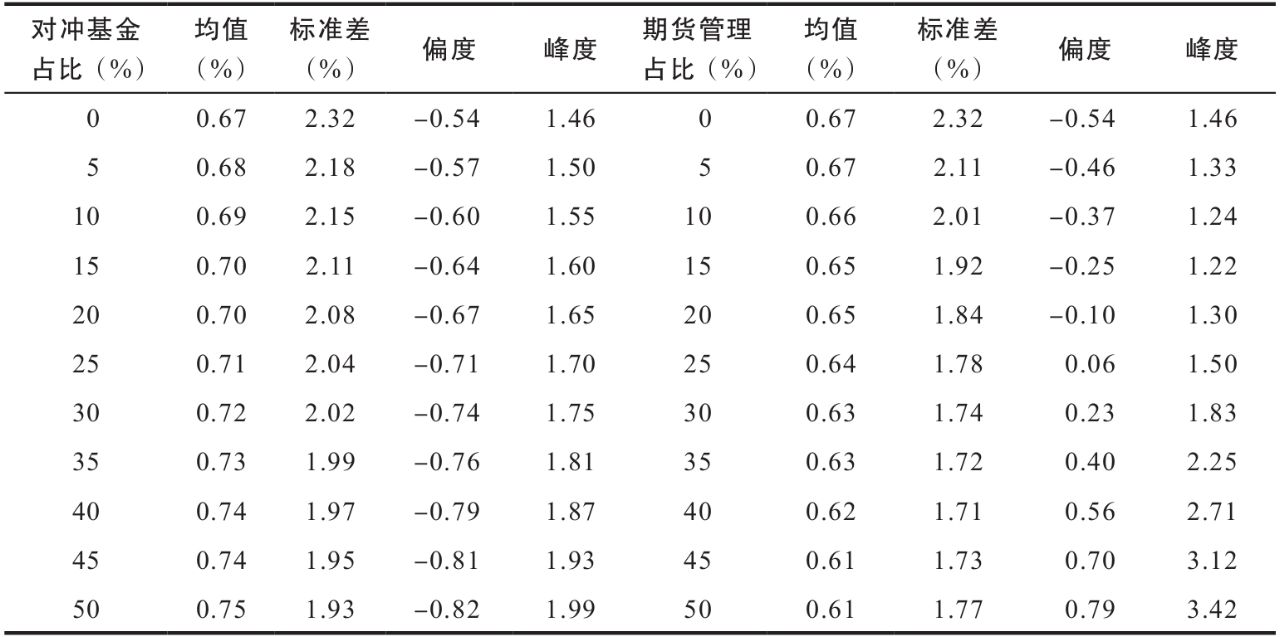 对冲基金 均值 标准差 偏度 峰度 期货管理 均值 标准差 偏度 峰度
占比（%） （%） （%） 占比（%） （%） （%）
0 0.67 2.32 –0.54 1.46 0 0.67 2.32 –0.54 1.46
5 0.68 2.18 –0.57 1.50 5 0.67 2.11 –0.46 1.33
10 0.69 2.15 –0.60 1.55 10 0.66 2.01 –0.37 1.24
15 0.70 2.11 –0.64 1.60 15 0.65 1.92 –0.25 1.22
20 0.70 2.08 –0.67 1.65 20 0.65 1.84 –0.10 1.30
25 0.71 2.04 –0.71 1.70 25 0.64 1.78 0.06 1.50
30 0.72 2.02 –0.74 1.75 30 0.63 1.74 0.23 1.83
35 0.73 1.99 –0.76 1.81 35 0.63 1.72 0.40 2.25
40 0.74 1.97 –0.79 1.87 40 0.62 1.71 0.56 2.71
45 0.74 1.95 –0.81 1.93 45 0.61 1.73 0.70 3.12
50 0.75 1.93 –0.82 1.99 50 0.61 1.77 0.79 3.42